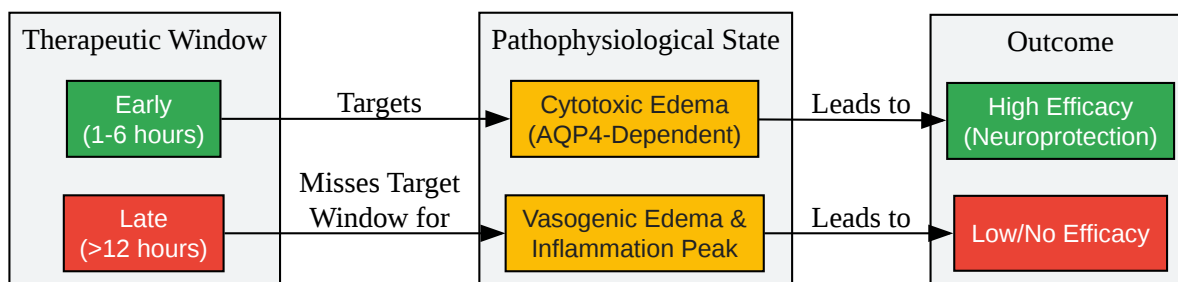 Therapeutic Window
Pathophysiological State
Outcome
Early
(1-6 hours)
Targets
Cytotoxic Edema
(AQP4-Dependent)
Leads to
High Efficacy
(Neuroprotection)
Late
(>12 hours)
Misses Target
Window for
Vasogenic Edema &
Inflammation Peak
Leads to
Low/No Efficacy